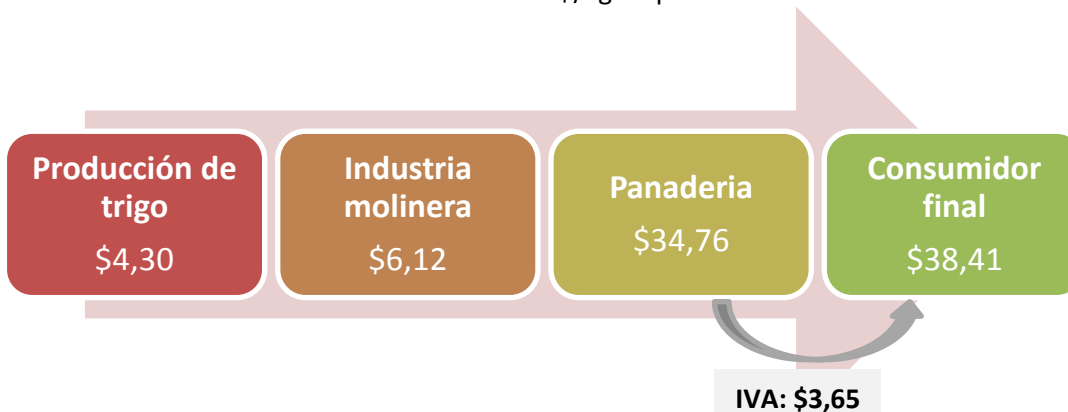 Producción de
trigo
$4,30
Industria
molinera
$6,12
Panaderia
$34,76
Consumidor
final
$38,41
IVA: $3,65